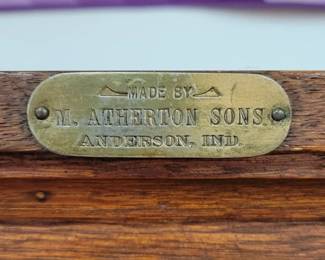 MADE BY
M. ATHERTON SONS.
ANDERSON, IND.